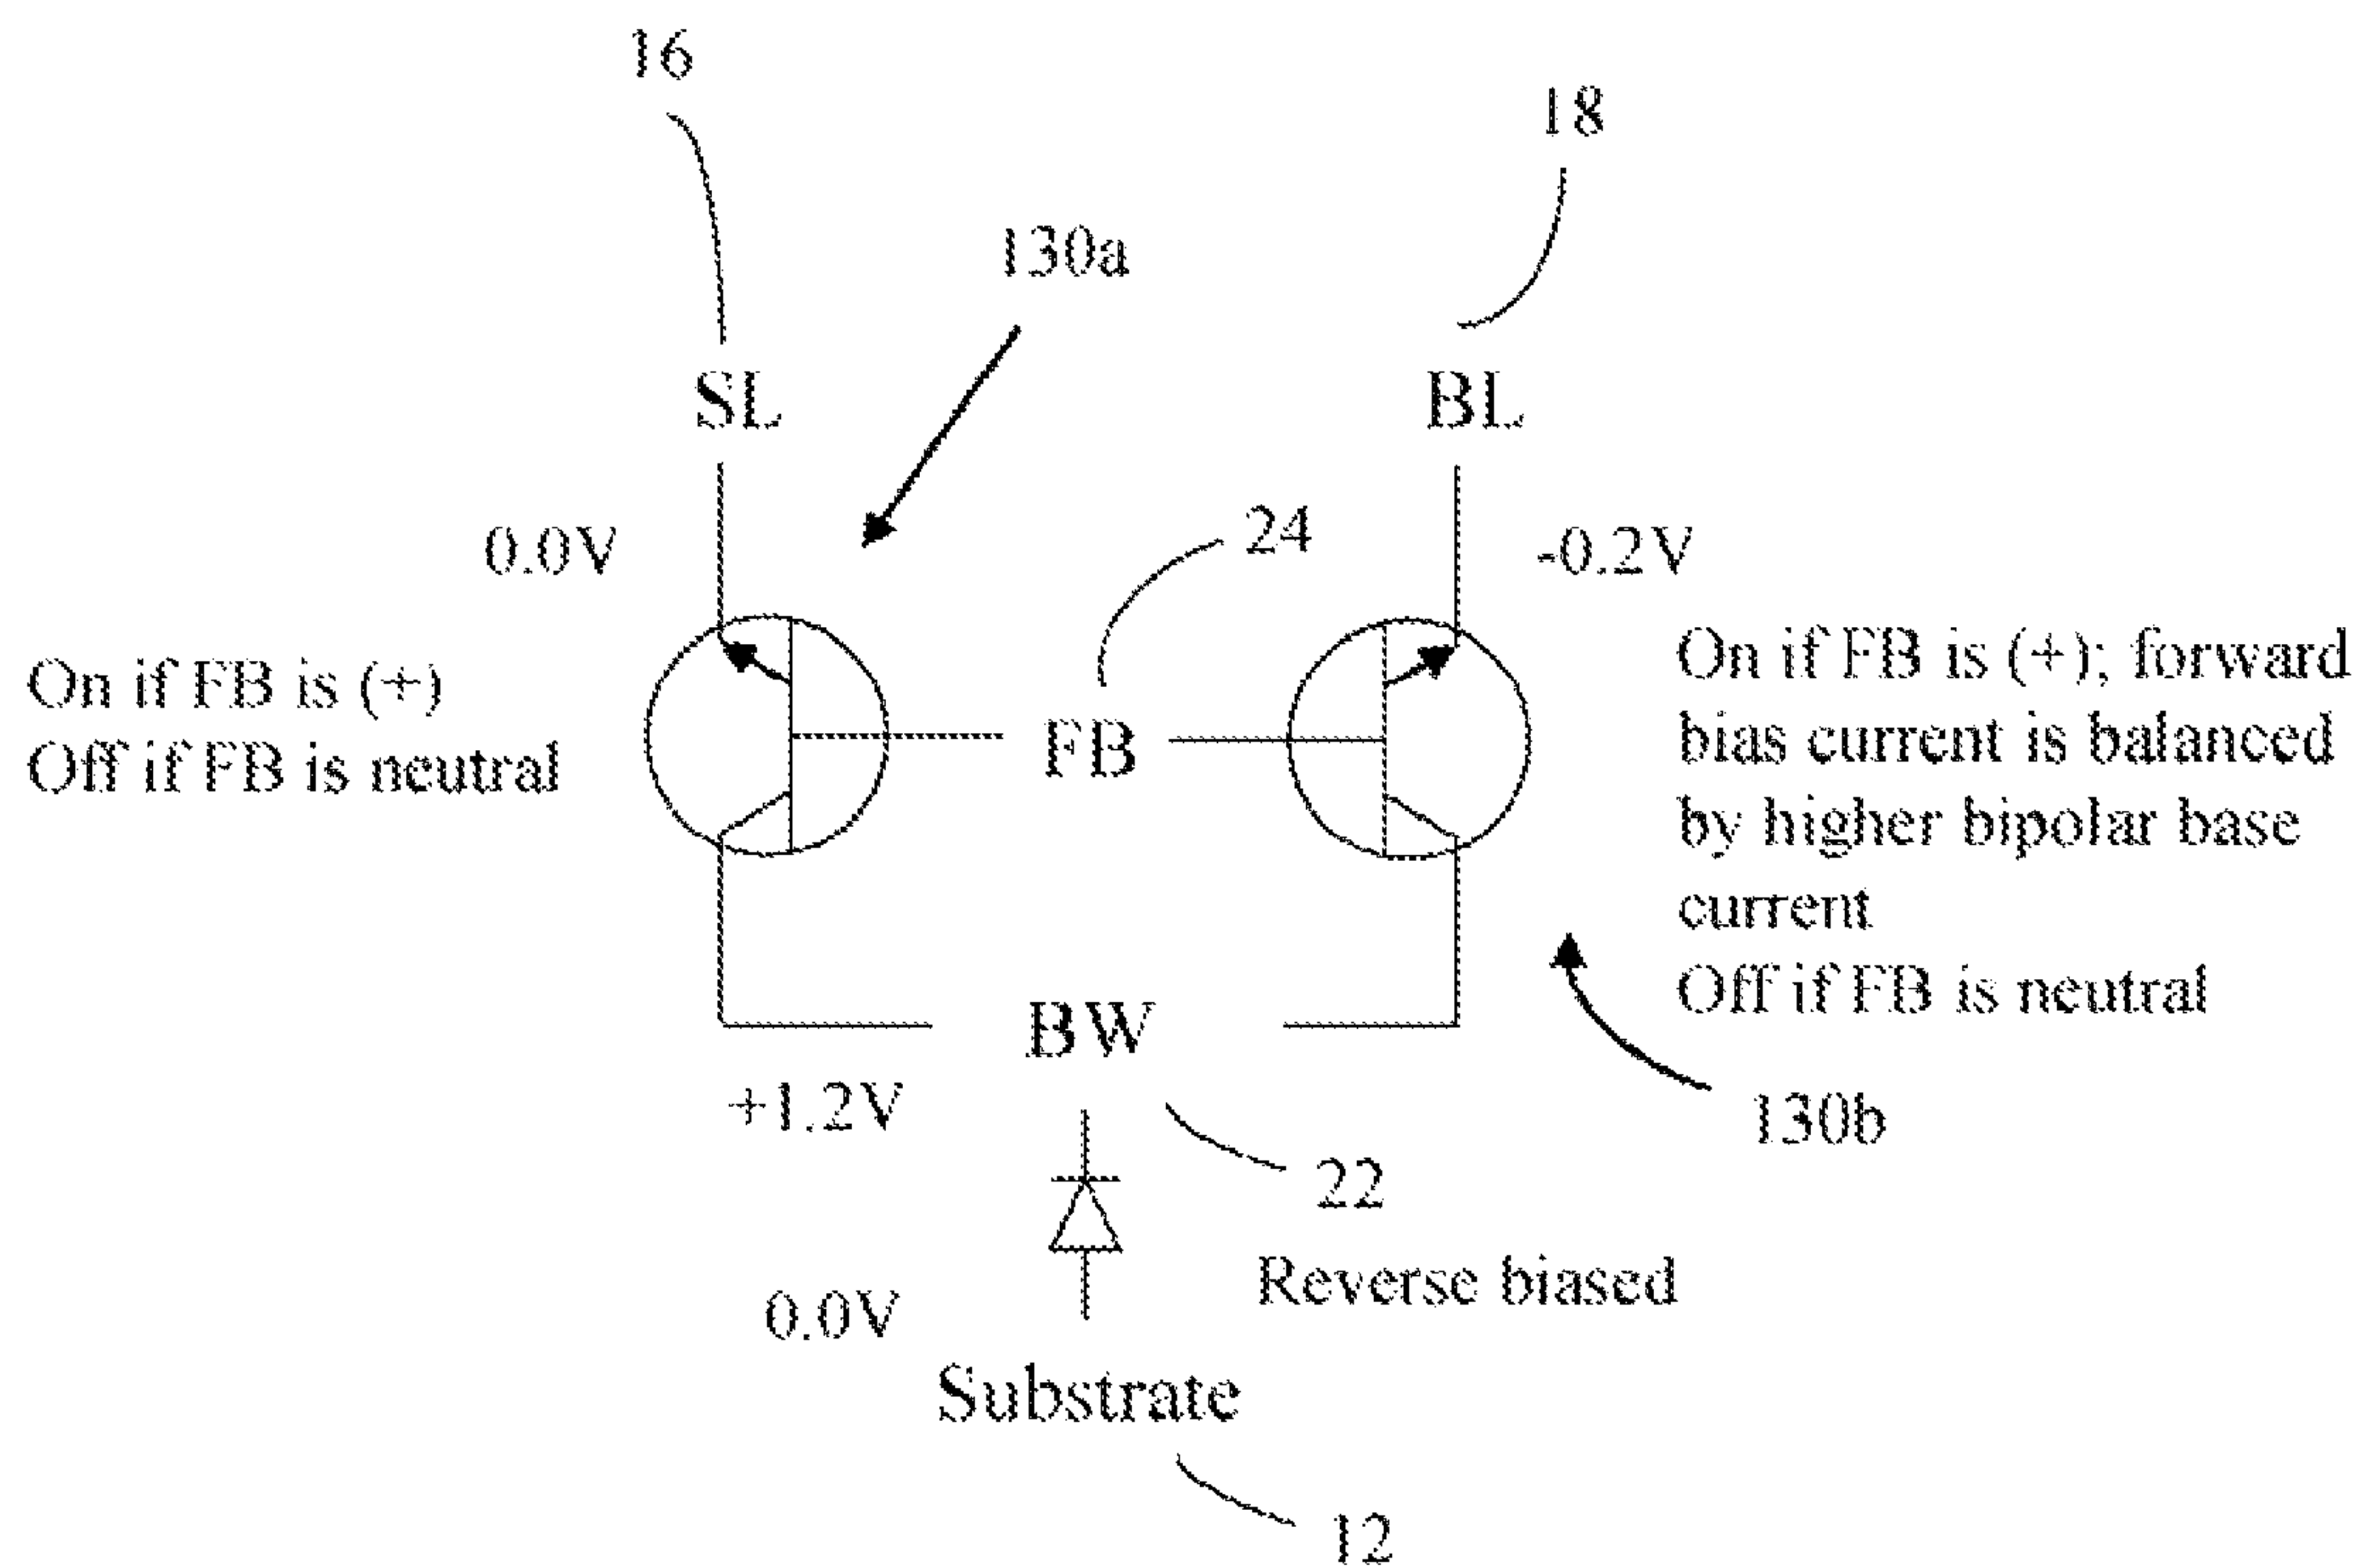 16
18
130a
SL
BL
0.0V
24
-0.2V
On if FB is (+)
Off if FB is neutral
FB
On if FB is (+); forward
bias current is balanced
by higher bipolar base
current
Off if FB is neutral
BW
+1.2V
130b
22
Reverse biased
0.0V
Substrate
12